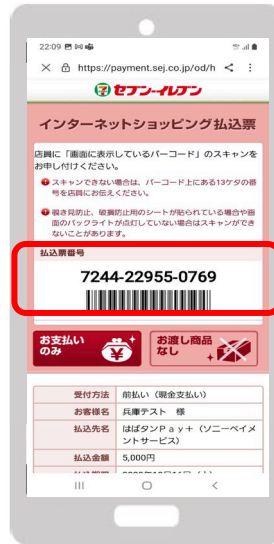 22:09
https://payment.sej.co.jp/od/h
セブン-イレブン
インターネットショッピング払込票
店員に「画面に表示しているバーコード」のスキャンを
お申し付けください。
❶スキャンできない場合は、バーコード上にある13ケタの番
号を店員にお伝えください。
❷覗き見防止、破損防止用のシートが貼られている場合や画
面のバックライトが点灯していない場合はスキャンができ
ないことがあります。
払込票番号
7244-22955-0769
お支払い
のみ
お渡し商品
なし
受付方法 前払い（現金支払い）
お客様名 兵庫テスト 様
払込先名 はばタンPay＋（ソニーペイメ
ントサービス）
払込金額 5,000円